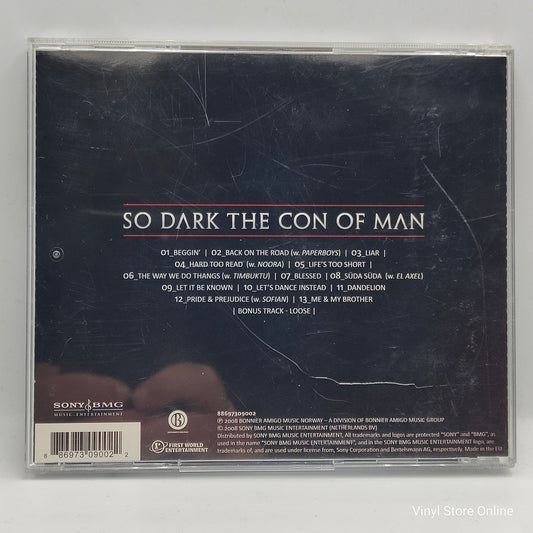 SO DARK THE CON OF MAN
01_BEGGIN' | 02_BACK ON THE ROAD (w. PAPERBOYS) | 03_LIAR |
04_HARD TOO READ (w. NOORA) | 05_LIFE'S TOO SHORT |
06_THE WAY WE DO THANGS (w. TIMBUKTU) | 07_BLESSED | 08_SÜDA SÜDA (w. EL AXEL)
09_LET IT BE KNOWN | 10_LET'S DANCE INSTEAD | 11_DANDELION
12_PRIDE & PREJUDICE (w. SOFIAN) | 13_ME & MY BROTHER
| BONUS TRACK - LOOSE |
SONY BMG
MUSIC ENTERTAINMENT
B
FIRST WORLD
ENTERTAINMENT
8 86973 09002 2
88697309002
℗ 2008 BONNIER AMIGO MUSIC NORWAY – A DIVISION OF BONNIER AMIGO MUSIC GROUP
© 2008 SONY BMG MUSIC ENTERTAINMENT (NETHERLANDS BV)
Distributed by SONY BMG MUSIC ENTERTAINMENT. All trademarks and logos are protected "SONY" and "BMG", as
used in the name "SONY BMG MUSIC ENTERTAINMENT", and in the SONY BMG MUSIC ENTERTAINMENT logo, are
trademarks of, and are used under license from, Sony Corporation and Bertelsmann AG, respectively. Made in the EU
Vinyl Store Online